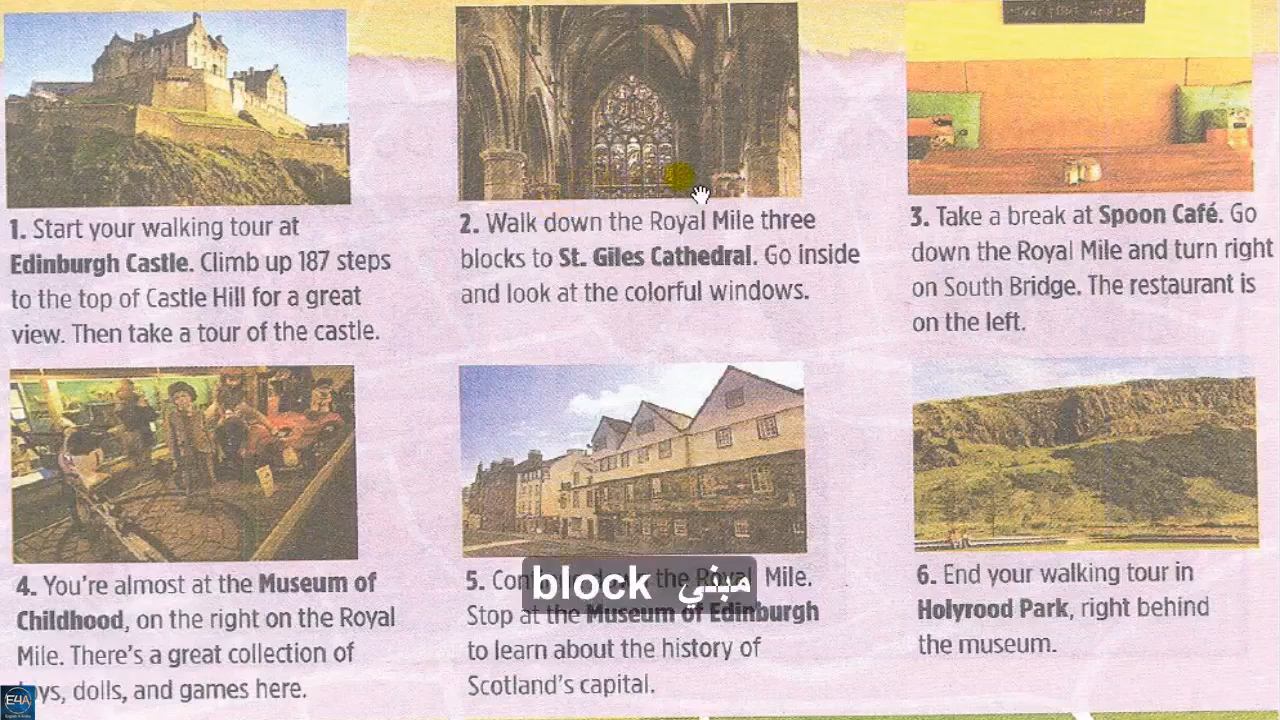 1. Start your walking tour at
Edinburgh Castle. Climb up 187 steps
to the top of Castle Hill for a great
view. Then take a tour of the castle.
2. Walk down the Royal Mile three
blocks to St. Giles Cathedral. Go inside
and look at the colorful windows.
3. Take a break at Spoon Café. Go
down the Royal Mile and turn right
on South Bridge. The restaurant is
on the left.
4. You're almost at the Museum of
Childhood, on the right on the Royal
Mile. There's a great collection of
toys, dolls, and games here.
5. the Royal Mile.
Stop at the Museum of Edinburgh
to learn about the history of
Scotland's capital.
block مبنى
6. End your walking tour in
Holyrood Park, right behind
the museum.
E4A